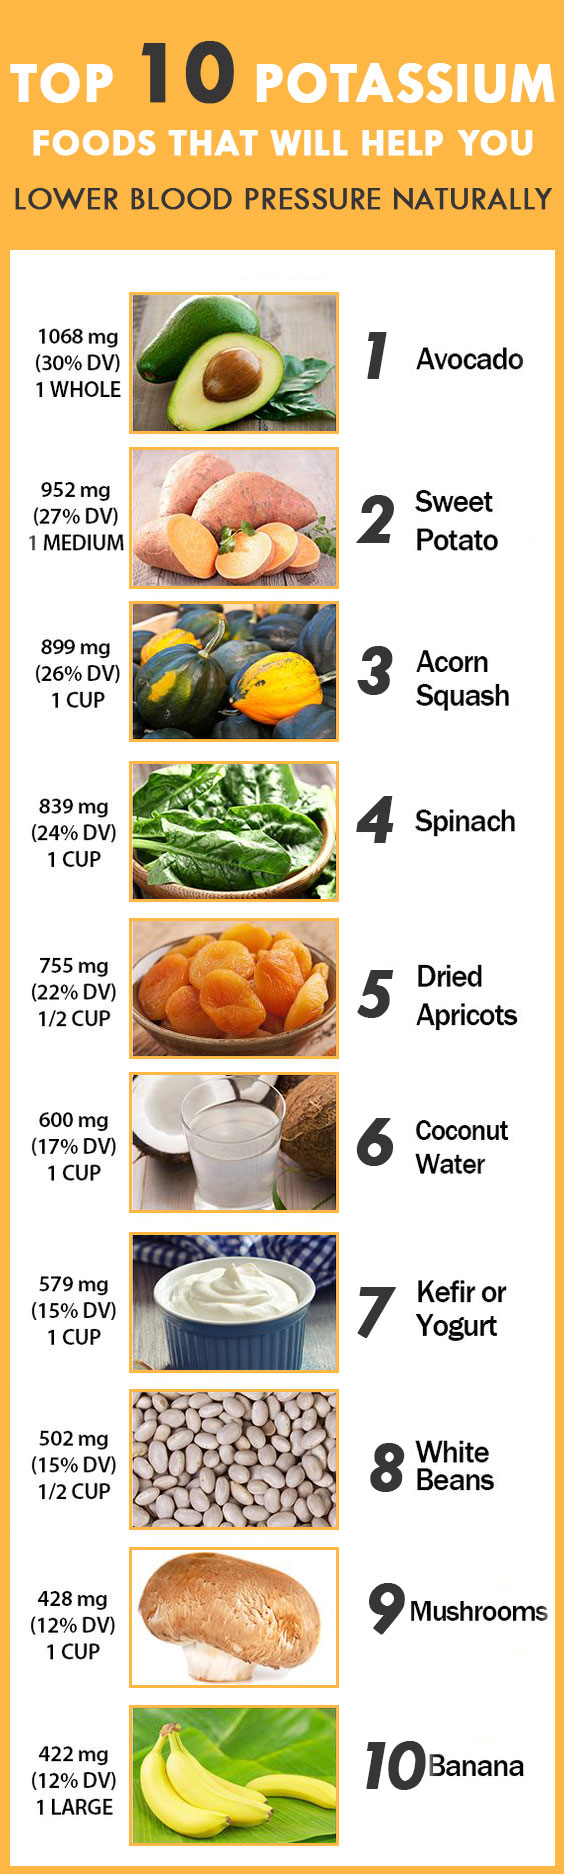 TOP 10 POTASSIUM
FOODS THAT WILL HELP YOU
LOWER BLOOD PRESSURE NATURALLY
1068 mg
(30% DV)
1 WHOLE
1 Avocado
952 mg
(27% DV)
1 MEDIUM
2 Sweet
Potato
899 mg
(26% DV)
1 CUP
3 Acorn
Squash
839 mg
(24% DV)
1 CUP
4 Spinach
755 mg
(22% DV)
1/2 CUP
5 Dried
Apricots
600 mg
(17% DV)
1 CUP
6 Coconut
Water
579 mg
(15% DV)
1 CUP
7 Kefir or
Yogurt
502 mg
(15% DV)
1/2 CUP
8 White
Beans
428 mg
(12% DV)
1 CUP
9 Mushrooms
422 mg
(12% DV)
1 LARGE
10 Banana